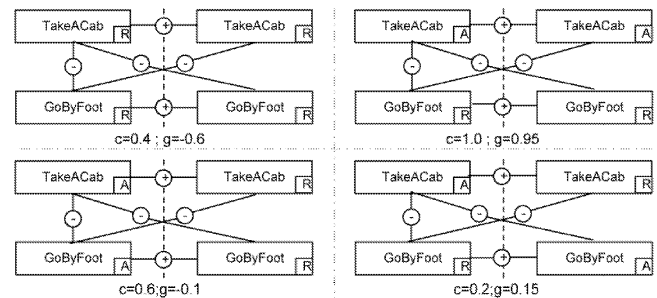 TakeACab R + TakeACab R
- - -
GoByFoot R + GoByFoot R
c=0.4 ; g=-0.6
TakeACab A + TakeACab A
- - -
GoByFoot R + GoByFoot R
c=1.0 ; g=0.95
TakeACab A + TakeACab R
- - -
GoByFoot A + GoByFoot R
c=0.6;g=-0.1
TakeACab A + TakeACab R
- - -
GoByFoot R + GoByFoot A
c=0.2;g=0.15